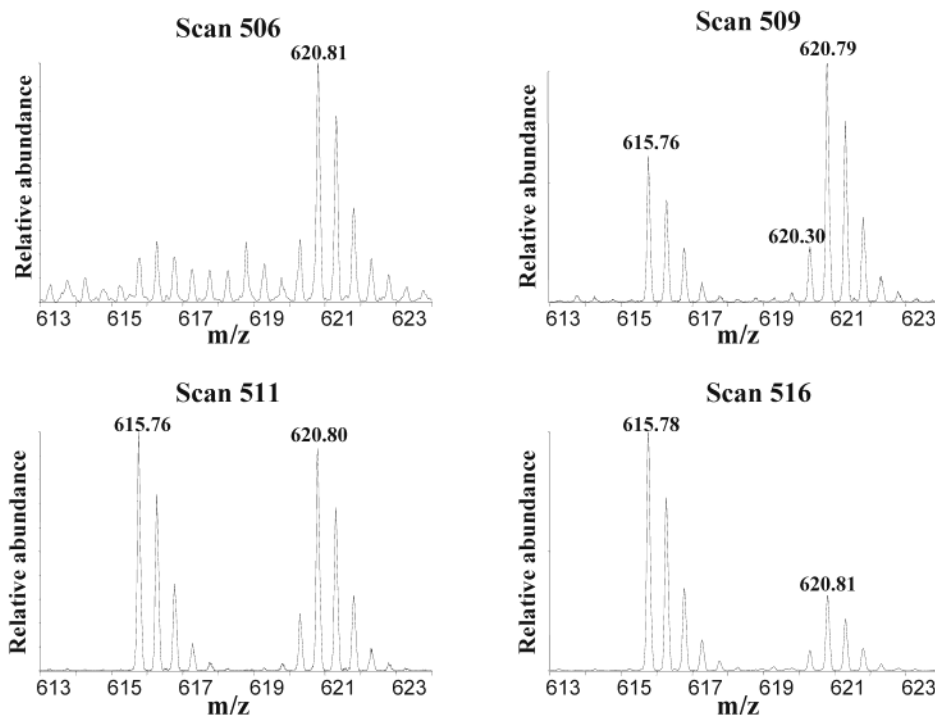 Scan 506
620.81
Relative abundance
613 615 617 619 621 623
m/z
Scan 509
620.79
615.76
620.30
Relative abundance
613 615 617 619 621 623
m/z
Scan 511
615.76
620.80
Relative abundance
613 615 617 619 621 623
m/z
Scan 516
615.78
620.81
Relative abundance
613 615 617 619 621 623
m/z